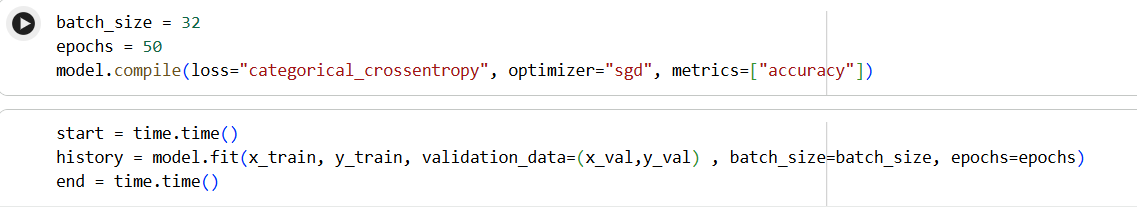 batch_size = 32
epochs = 50
model.compile(loss="categorical_crossentropy", optimizer="sgd", metrics=["accuracy"])
start = time.time()
history = model.fit(x_train, y_train, validation_data=(x_val,y_val) , batch_size=batch_size, epochs=epochs)
end = time.time()